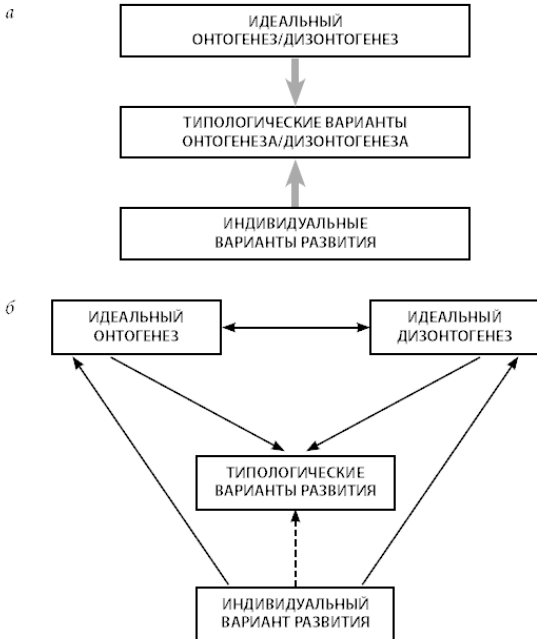 а
ИДЕАЛЬНЫЙ
ОНТОГЕНЕЗ/ДИЗОНТОГЕНЕЗ
ТИПОЛОГИЧЕСКИЕ ВАРИАНТЫ
ОНТОГЕНЕЗА/ДИЗОНТОГЕНЕЗА
ИНДИВИДУАЛЬНЫЕ
ВАРИАНТЫ РАЗВИТИЯ
б
ИДЕАЛЬНЫЙ
ОНТОГЕНЕЗ
ИДЕАЛЬНЫЙ
ДИЗОНТОГЕНЕЗ
ТИПОЛОГИЧЕСКИЕ
ВАРИАНТЫ РАЗВИТИЯ
ИНДИВИДУАЛЬНЫЙ
ВАРИАНТ РАЗВИТИЯ